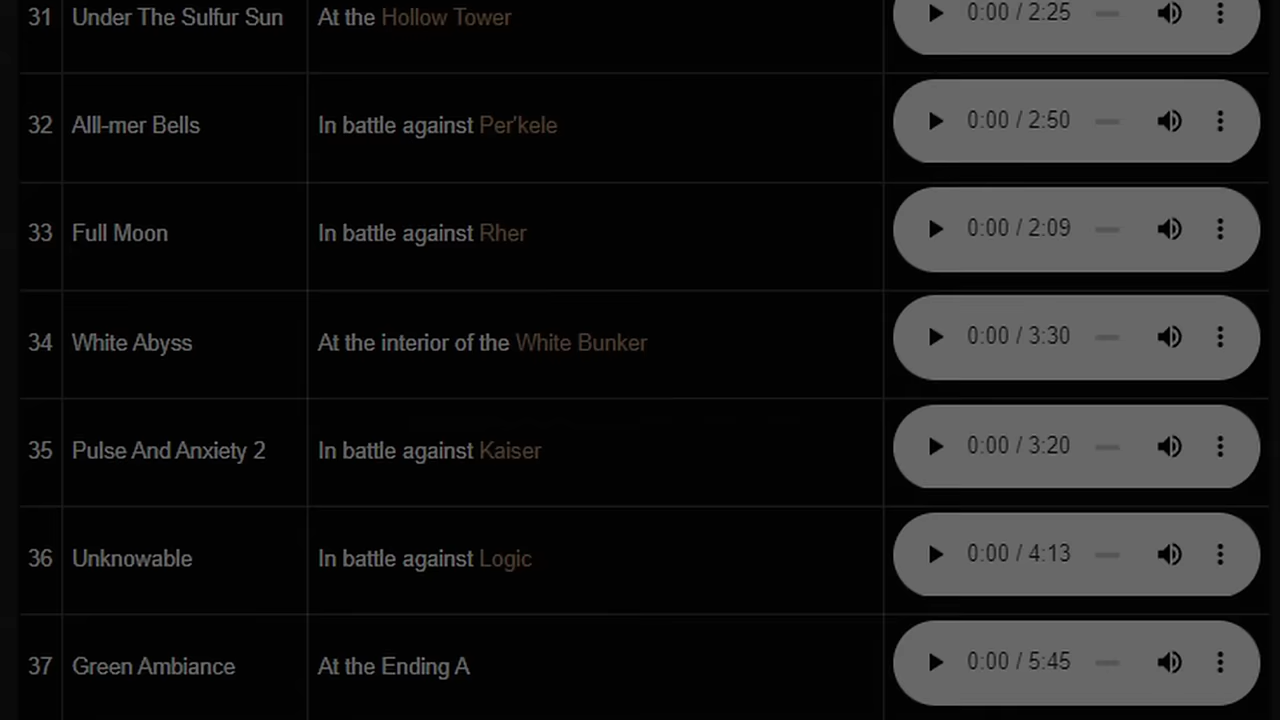 31 Under The Sulfur Sun At the Hollow Tower 0:00 / 2:25
32 Alll-mer Bells In battle against Per'kele 0:00 / 2:50
33 Full Moon In battle against Rher 0:00 / 2:09
34 White Abyss At the interior of the White Bunker 0:00 / 3:30
35 Pulse And Anxiety 2 In battle against Kaiser 0:00 / 3:20
36 Unknowable In battle against Logic 0:00 / 4:13
37 Green Ambiance At the Ending A 0:00 / 5:45